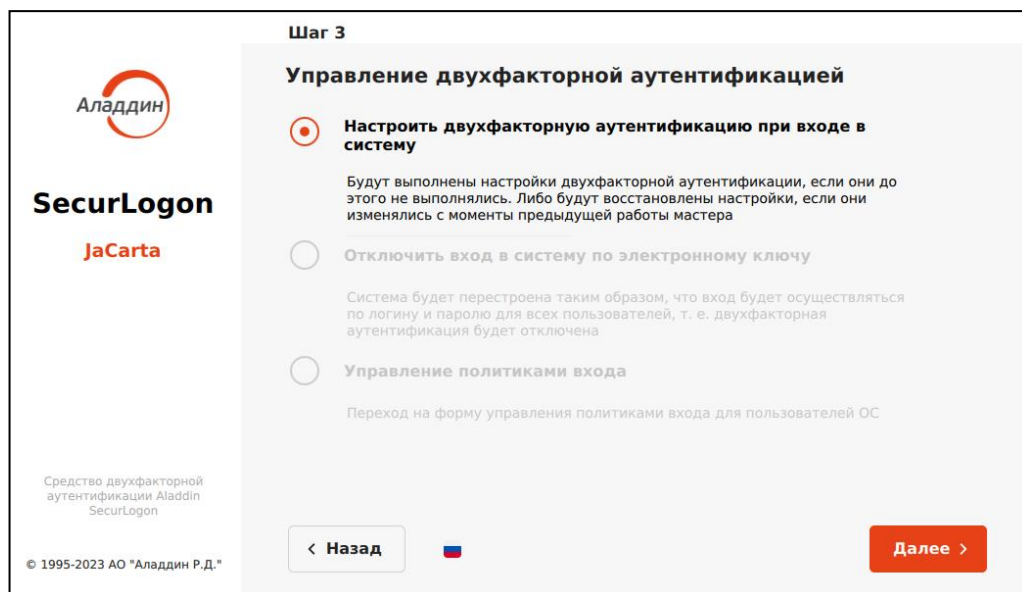 Шаг 3
Аладдин
SecurLogon
JaCarta
Средство двухфакторной
аутентификации Aladdin
SecurLogon
© 1995-2023 АО "Аладдин Р.Д."
Управление двухфакторной аутентификацией
Настроить двухфакторную аутентификацию при входе в
систему
Будут выполнены настройки двухфакторной аутентификации, если они до
этого не выполнялись. Либо будут восстановлены настройки, если они
изменялись с моменты предыдущей работы мастера
Отключить вход в систему по электронному ключу
Система будет перестроена таким образом, что вход будет осуществляться
по логину и паролю для всех пользователей, т. е. двухфакторная
аутентификация будет отключена
Управление политиками входа
Переход на форму управления политиками входа для пользователей ОС
Назад
Далее